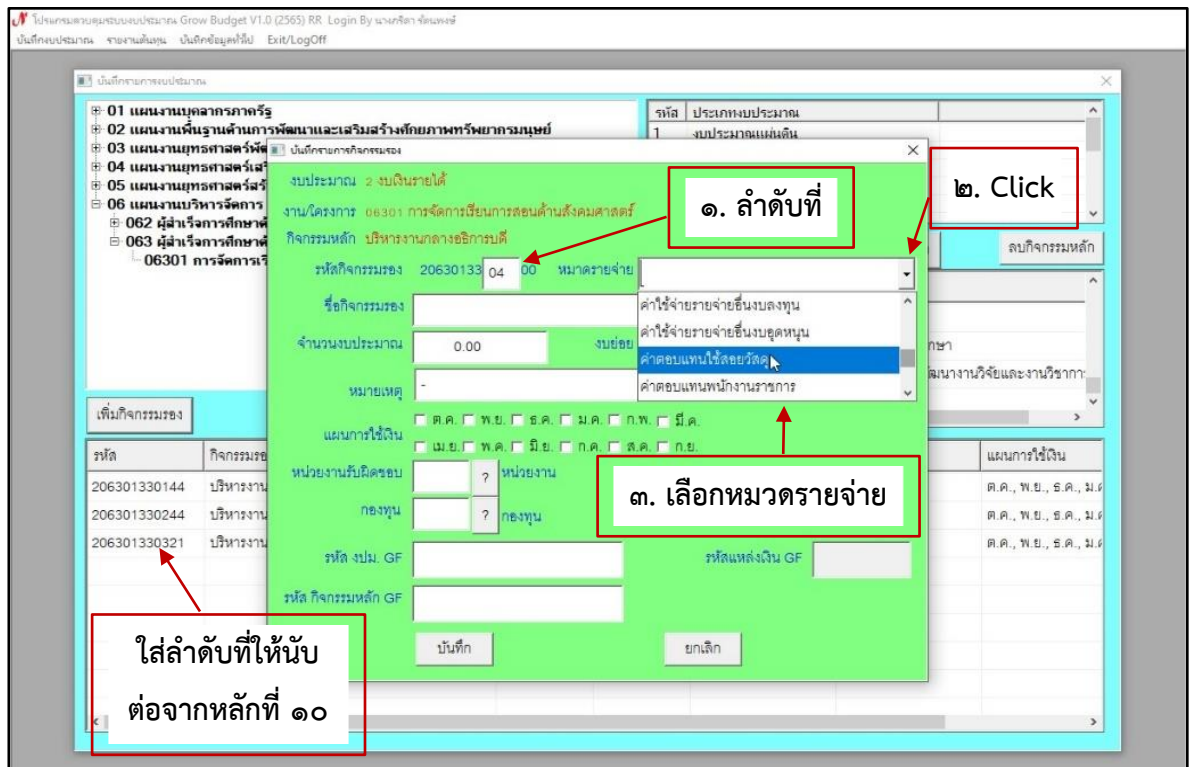 โปรแกรมควบคุมระบบงบประมาณ Grow Budget V1.0 (2565) RR Login By
บันทึกงบประมาณ รายงานต้นทุน บันทึกข้อมูลทั่วไป Exit/LogOff
บันทึกรายการงบประมาณ
01 แผนงานบุคลากรภาครัฐ
02 แผนงานพื้นฐานด้านการพัฒนาและเสริมสร้างศักยภาพทรัพยากรมนุษย์
03 แผนงานยุทธศาสตร์พัฒ
04 แผนงานยุทธศาสตร์เสริ
05 แผนงานยุทธศาสตร์สร้
06 แผนงานบริหารจัดการ
062 ผู้สำเร็จการศึกษาด้
063 ผู้สำเร็จการศึกษาด้
06301 การจัดการเรี
รหัส ประเภทงบประมาณ
1 งบประมาณแผ่นดิน
บันทึกรายการกิจกรรมรอง
งบประมาณ 2 งบเงินรายได้
งาน/โครงการ 06301 การจัดการเรียนการสอนด้านสังคมศาสตร์
กิจกรรมหลัก บริหารงานกลางอธิการบดี
รหัสกิจกรรมรอง 20630133 04 00 หมาดรายจ่าย
ชื่อกิจกรรมรอง
จำนวนงบประมาณ 0.00 งบย่อย
หมายเหตุ -
ค่าใช้จ่ายรายจ่ายอื่นงบลงทุน
ค่าใช้จ่ายรายจ่ายอื่นงบอุดหนุน
ค่าตอบแทนใช้สอยวัสดุ
ค่าตอบแทนพนักงานราชการ
แผนการใช้เงิน
ต.ค. พ.ย. ธ.ค. ม.ค. ก.พ. มี.ค.
เม.ย. พ.ค. มิ.ย. ก.ค. ส.ค. ก.ย.
หน่วยงานรับผิดชอบ ? หน่วยงาน
กองทุน ? กองทุน
รหัส งปม. GF รหัสแหล่งเงิน GF
รหัส กิจกรรมหลัก GF
บันทึก ยกเลิก
๑. ลำดับที่
๒. Click
๓. เลือกหมวดรายจ่าย
ลบกิจกรรมหลัก
กษา
ัฒนางานวิจัยและงานวิชากา
เพิ่มกิจกรรมรอง
รหัส กิจกรรมรอ แผนการใช้เงิน
206301330144 บริหารงาน ต.ค., พ.ย., ธ.ค., ม.ค
206301330244 บริหารงาน ต.ค., พ.ย., ธ.ค., ม.ค
206301330321 บริหารงาน ต.ค., พ.ย., ธ.ค., ม.ค
ใส่ลำดับที่ให้นับ
ต่อจากหลักที่ ๑๐